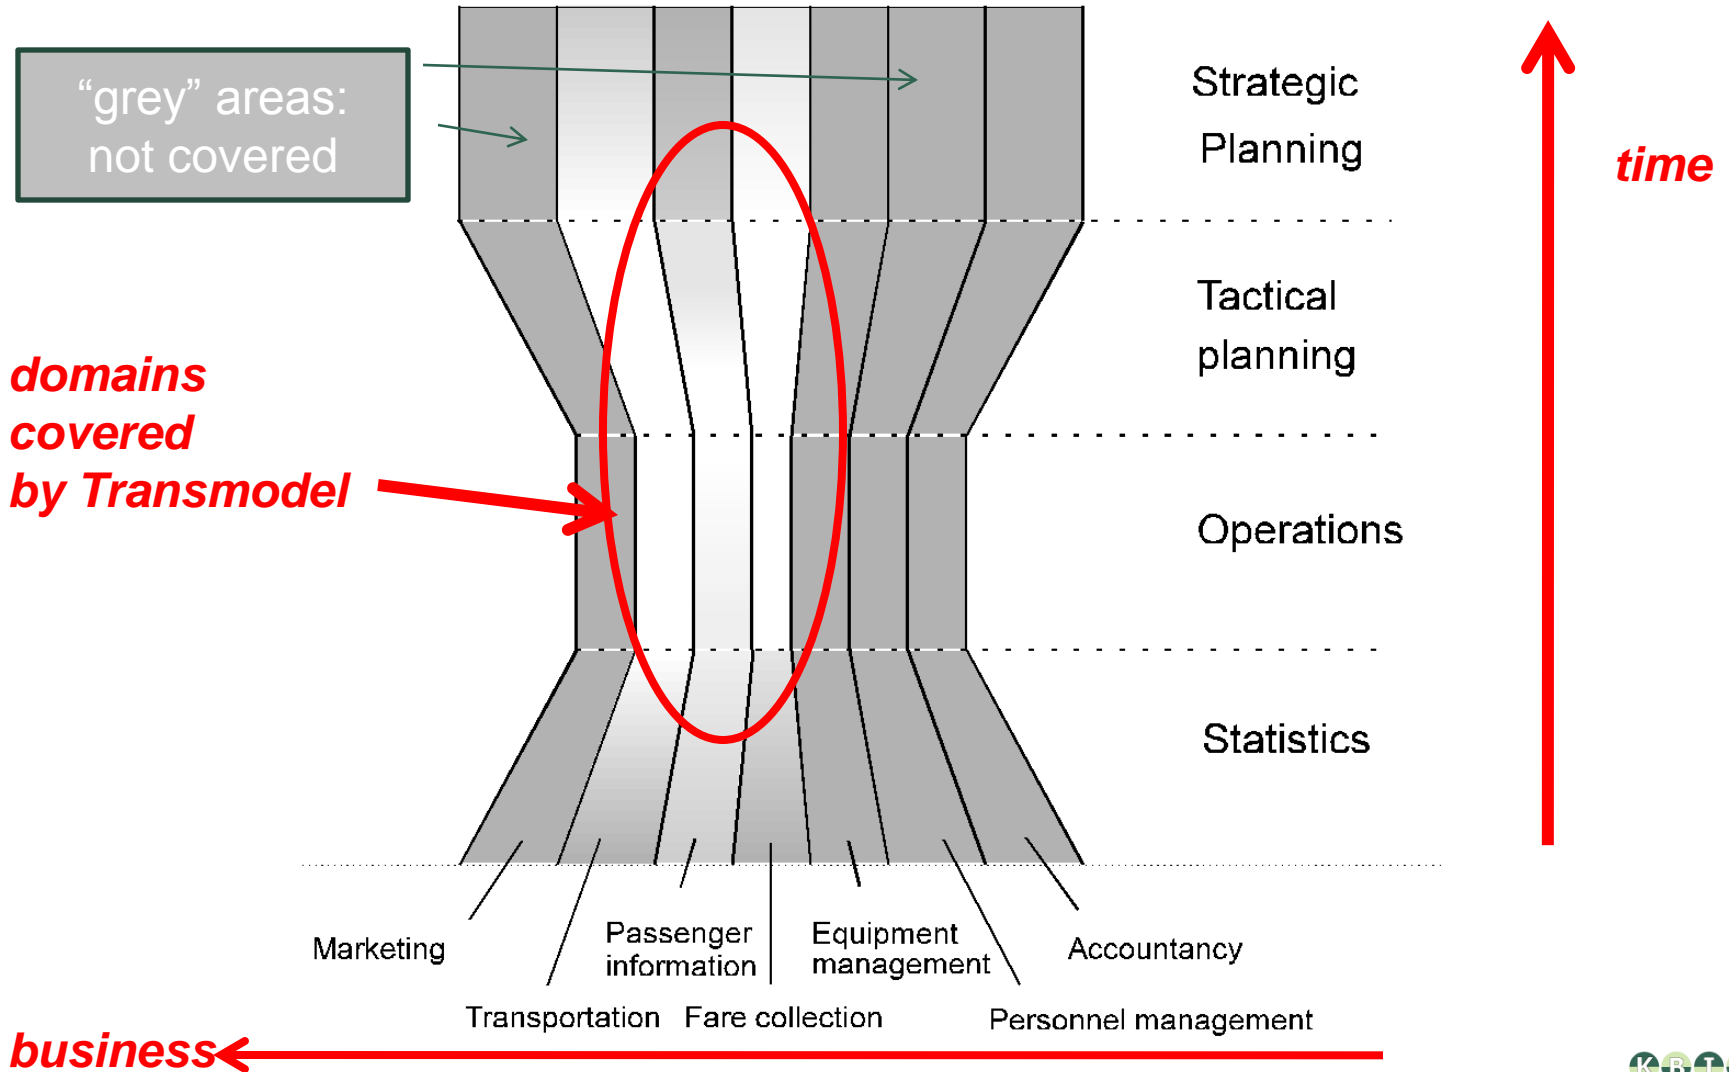 “grey” areas:
not covered
Strategic
Planning
time
Tactical
planning
domains
covered
by Transmodel
Operations
Statistics
Marketing
Passenger
information
Equipment
management
Accountancy
Transportation
Fare collection
Personnel management
business
K B I